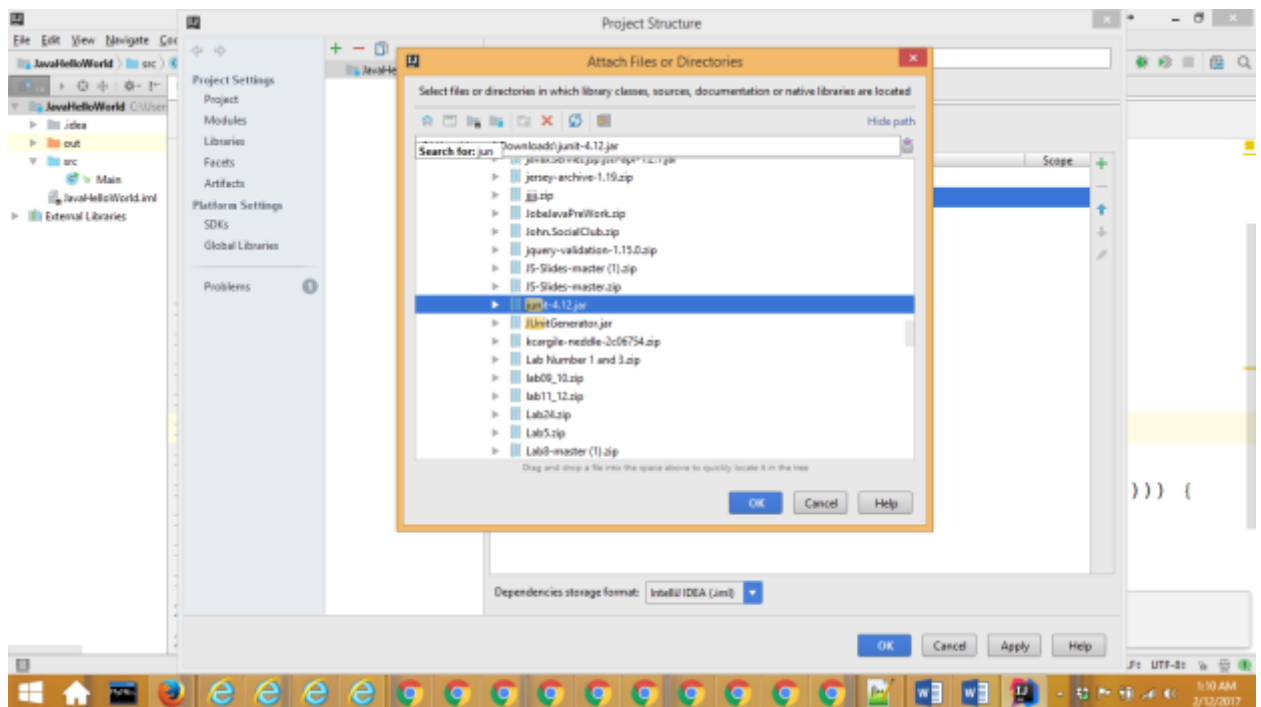 Project Structure
File Edit View Navigate
JavaHelloWorld src
JavaHelloWorld
.idea
out
src
Main
JavaHelloWorld.iml
External Libraries
Project Settings
Project
Modules
Libraries
Facets
Artifacts
Platform Settings
SDKs
Global Libraries
Problems 1
Attach Files or Directories
Select files or directories in which library classes, sources, documentation or native libraries are located
Hide path
Downloads\junit-4.12.jar
Search for: jun
Scope
jersey-archive-1.19.zip
jjjj.zip
JobeJavaPreWork.zip
John.SocialClub.zip
jquery-validation-1.15.0.zip
JS-Slides-master (1).zip
JS-Slides-master.zip
junit-4.12.jar
JUnitGenerator.jar
kcargile-neddle-2c06754.zip
Lab Number 1 and 3.zip
lab09_10.zip
lab11_12.zip
Lab24.zip
Lab5.zip
Lab8-master (1).zip
Drag and drop a file into the space above to quickly locate it in the tree
OK Cancel Help
))) {
Dependencies storage format: IntelliJ IDEA (.iml)
OK Cancel Apply Help
UTF-8
1:10 AM
2/12/2017